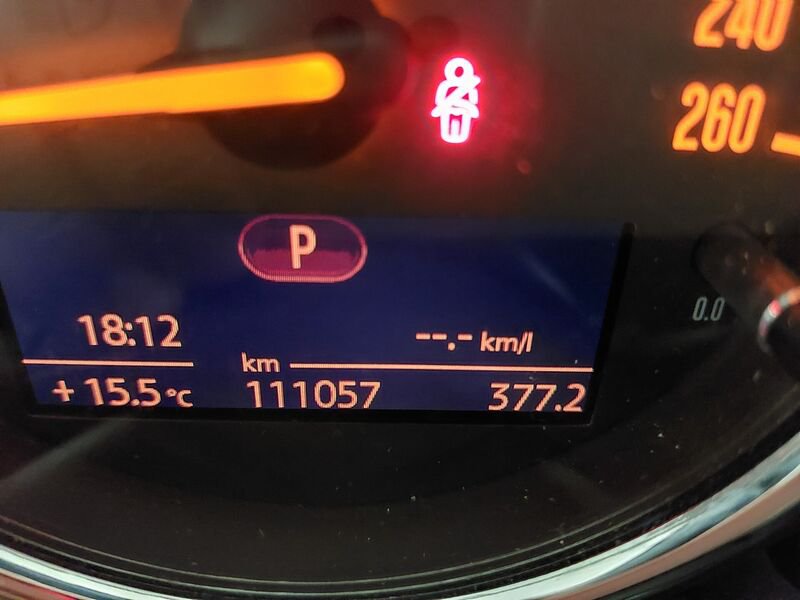 240
260
P
0.0
18:12 --.- km/l
km
+ 15.5 °C 111057 377.2